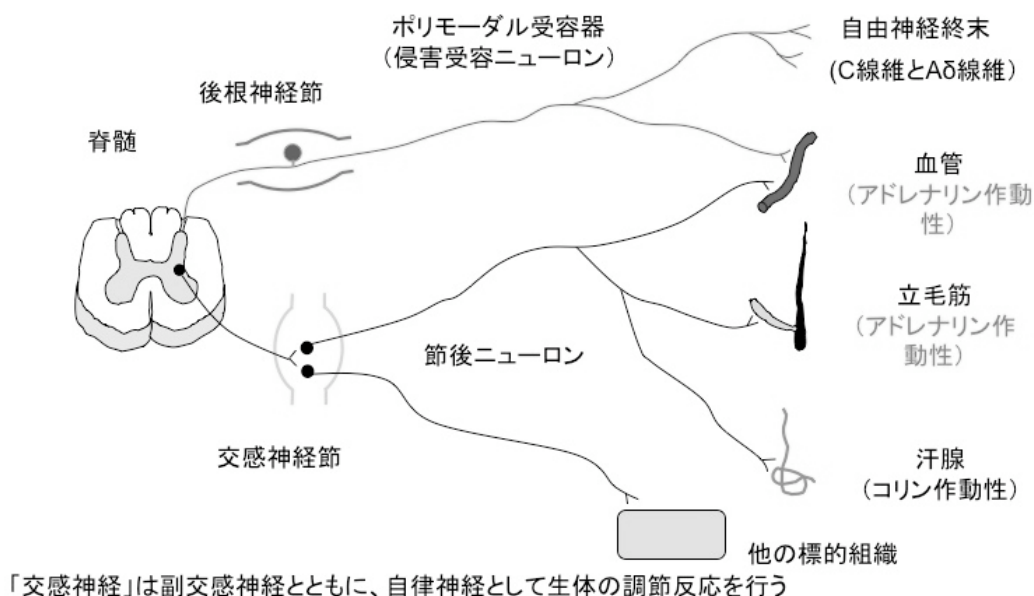 ポリモーダル受容器
（侵害受容ニューロン）
自由神経終末
(C線維とAδ線維）
後根神経節
脊髄
血管
（アドレナリン作動
性）
立毛筋
（アドレナリン作
動性）
節後ニューロン
交感神経節
汗腺
（コリン作動性）
他の標的組織
「交感神経」は副交感神経とともに、自律神経として生体の調節反応を行う